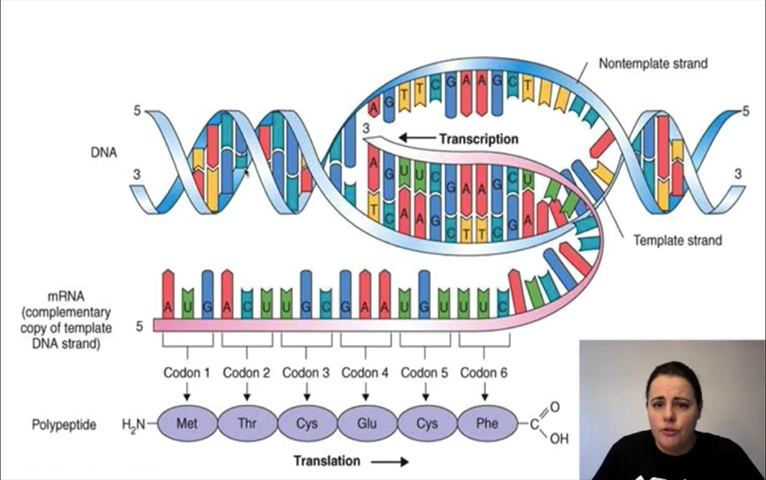 Nontemplate strand
A G T T C G A A G C T
5
5
3
Transcription
DNA
A G U U C G A A G C U
3
3
T C A A G C T T C G A
Template strand
mRNA
(complementary
copy of template
DNA strand)
A U G A C U U G C G A A U G U U U C
5
Codon 1 Codon 2 Codon 3 Codon 4 Codon 5 Codon 6
Polypeptide
H₂N Met Thr Cys Glu Cys Phe C O
OH
Translation